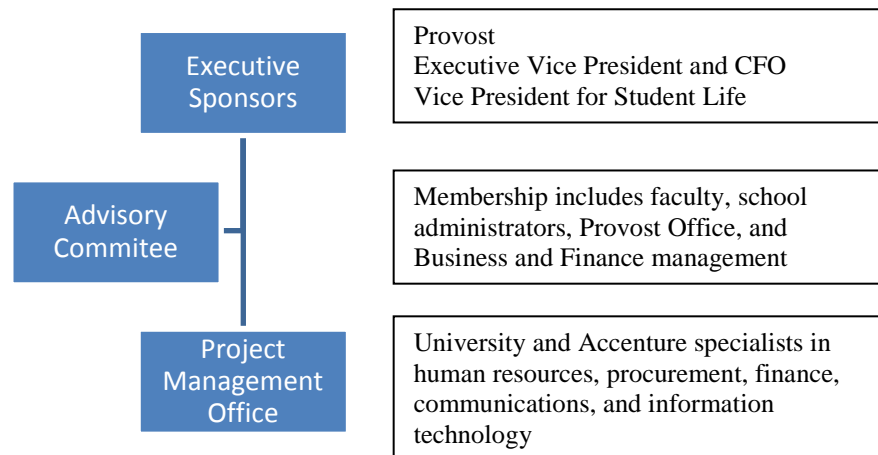 Executive
Sponsors
Provost
Executive Vice President and CFO
Vice President for Student Life
Advisory
Commitee
Membership includes faculty, school
administrators, Provost Office, and
Business and Finance management
Project
Management
Office
University and Accenture specialists in
human resources, procurement, finance,
communications, and information
technology